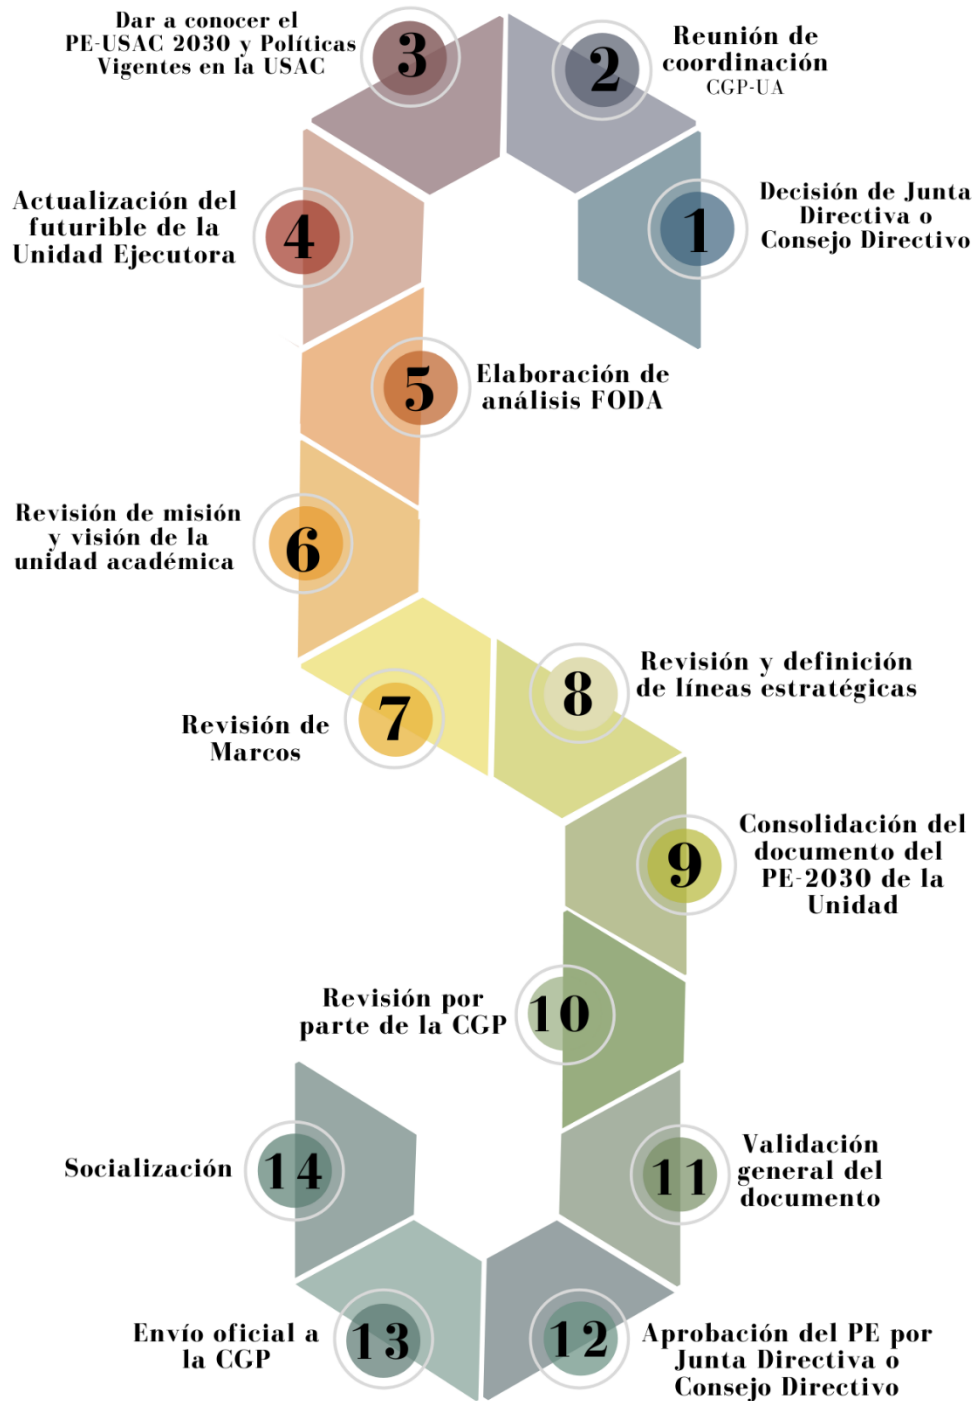 1
Decisión de Junta
Directiva o
Consejo Directivo
2
Reunión de
coordinación
CGP-UA
3
Dar a conocer el
PE-USAC 2030 y Políticas
Vigentes en la USAC
4
Actualización del
futurible de la
Unidad Ejecutora
5
Elaboración de
análisis FODA
6
Revisión de misión
y visión de la
unidad académica
7
Revisión de
Marcos
8
Revisión y definición
de líneas estratégicas
9
Consolidación del
documento del
PE-2030 de la
Unidad
10
Revisión por
parte de la CGP
11
Validación
general del
documento
12
Aprobación del PE por
Junta Directiva o
Consejo Directivo
13
Envío oficial a
la CGP
14
Socialización